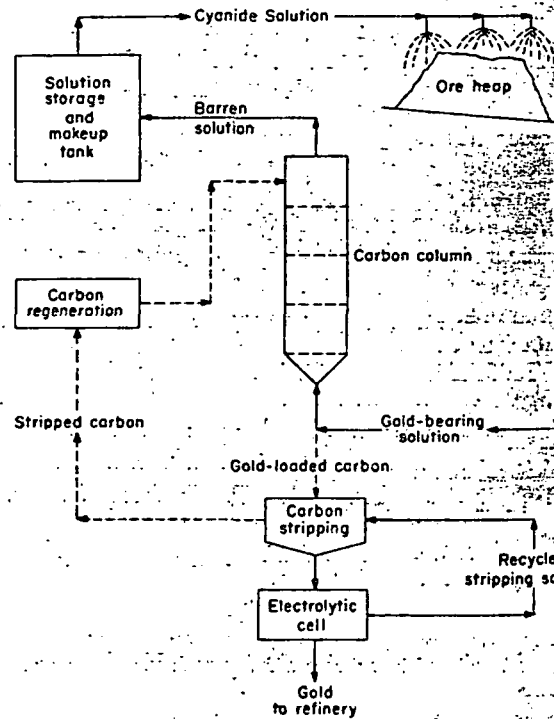 Cyanide Solution
Solution
storage
and
makeup
tank
Barren
solution
Ore heap
Carbon column
Carbon
regeneration
Stripped carbon
Gold-bearing
solution
Gold-loaded carbon
Carbon
stripping
Recycle
stripping
Electrolytic
cell
Gold
to refinery